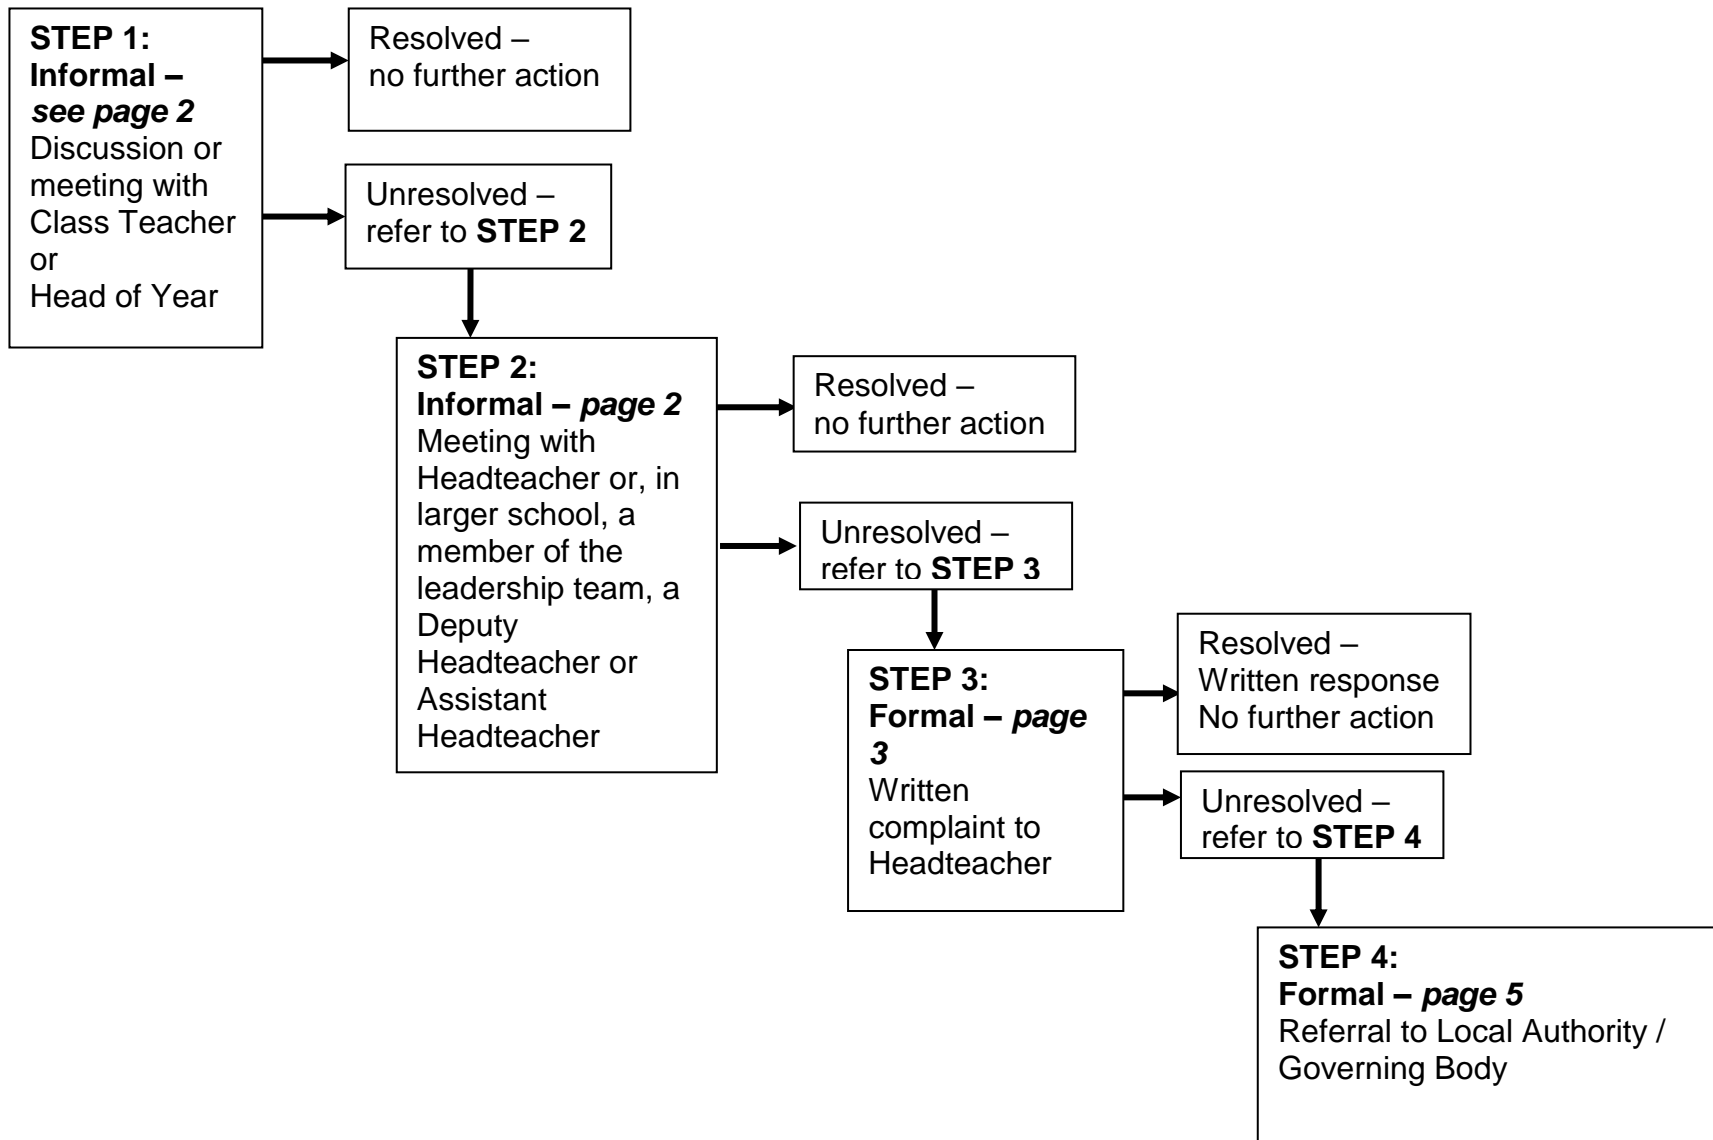 STEP 1:
Informal –
see page 2
Discussion or
meeting with
Class Teacher
or
Head of Year
Resolved –
no further action
Unresolved –
refer to STEP 2
STEP 2:
Informal – page 2
Meeting with
Headteacher or, in
larger school, a
member of the
leadership team, a
Deputy
Headteacher or
Assistant
Headteacher
Resolved –
no further action
Unresolved –
refer to STEP 3
STEP 3:
Formal – page
3
Written
complaint to
Headteacher
Resolved –
Written response
No further action
Unresolved –
refer to STEP 4
STEP 4:
Formal – page 5
Referral to Local Authority /
Governing Body